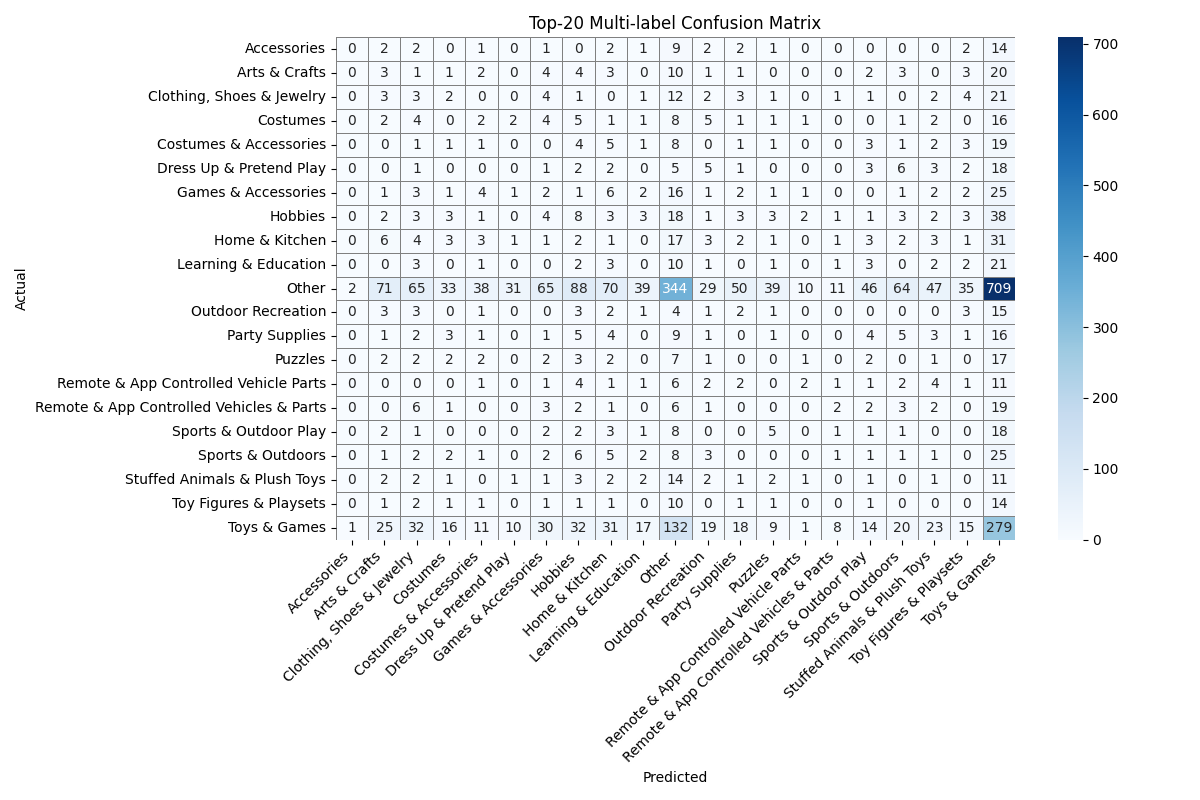 Top-20 Multi-label Confusion Matrix
Actual
Accessories 0 2 2 0 1 0 1 0 2 1 9 2 2 1 0 0 0 0 0 2 14
Arts & Crafts 0 3 1 1 2 0 4 4 3 0 10 1 1 0 0 0 2 3 0 3 20
Clothing, Shoes & Jewelry 0 3 3 2 0 0 4 1 0 1 12 2 3 1 0 1 1 0 2 4 21
Costumes 0 2 4 0 2 2 4 5 1 1 8 5 1 1 1 0 0 1 2 0 16
Costumes & Accessories 0 0 1 1 1 0 0 4 5 1 8 0 1 1 0 0 3 1 2 3 19
Dress Up & Pretend Play 0 0 1 0 0 0 1 2 2 0 5 5 1 0 0 0 3 6 3 2 18
Games & Accessories 0 1 3 1 4 1 2 1 6 2 16 1 2 1 1 0 0 1 2 2 25
Hobbies 0 2 3 3 1 0 4 8 3 3 18 1 3 3 2 1 1 3 2 3 38
Home & Kitchen 0 6 4 3 3 1 1 2 1 0 17 3 2 1 0 1 3 2 3 1 31
Learning & Education 0 0 3 0 1 0 0 2 3 0 10 1 0 1 0 1 3 0 2 2 21
Other 2 71 65 33 38 31 65 88 70 39 344 29 50 39 10 11 46 64 47 35 709
Outdoor Recreation 0 3 3 0 1 0 0 3 2 1 4 1 2 1 0 0 0 0 0 3 15
Party Supplies 0 1 2 3 1 0 1 5 4 0 9 1 0 1 0 0 4 5 3 1 16
Puzzles 0 2 2 2 2 0 2 3 2 0 7 1 0 0 1 0 2 0 1 0 17
Remote & App Controlled Vehicle Parts 0 0 0 0 1 0 1 4 1 1 6 2 2 0 2 1 1 2 4 1 11
Remote & App Controlled Vehicles & Parts 0 0 6 1 0 0 3 2 1 0 6 1 0 0 0 2 2 3 2 0 19
Sports & Outdoor Play 0 2 1 0 0 0 2 2 3 1 8 0 0 5 0 1 1 1 0 0 18
Sports & Outdoors 0 1 2 2 1 0 2 6 5 2 8 3 0 0 0 1 1 1 1 0 25
Stuffed Animals & Plush Toys 0 2 2 1 0 1 1 3 2 2 14 2 1 2 1 0 1 0 1 0 11
Toy Figures & Playsets 0 1 2 1 1 0 1 1 1 0 10 0 1 1 0 0 1 0 0 0 14
Toys & Games 1 25 32 16 11 10 30 32 31 17 132 19 18 9 1 8 14 20 23 15 279
Accessories
Arts & Crafts
Clothing, Shoes & Jewelry
Costumes
Costumes & Accessories
Dress Up & Pretend Play
Games & Accessories
Hobbies
Home & Kitchen
Learning & Education
Other
Outdoor Recreation
Party Supplies
Puzzles
Remote & App Controlled Vehicle Parts
Remote & App Controlled Vehicles & Parts
Sports & Outdoor Play
Sports & Outdoors
Stuffed Animals & Plush Toys
Toy Figures & Playsets
Toys & Games
Predicted
700
600
500
400
300
200
100
0